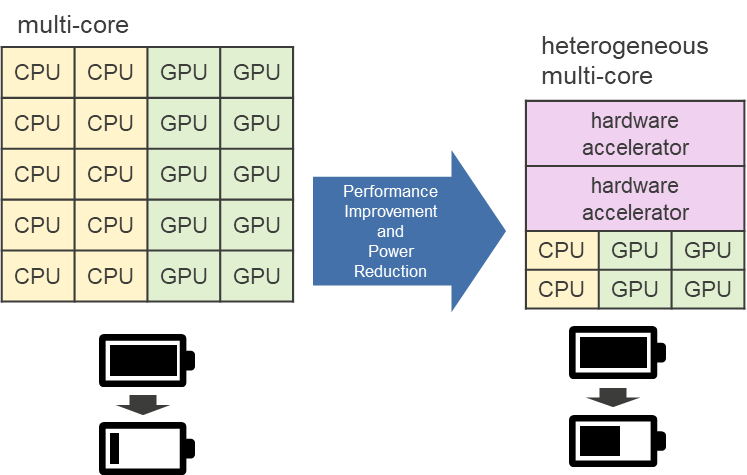 multi-core
CPU CPU GPU GPU
CPU CPU GPU GPU
CPU CPU GPU GPU
CPU CPU GPU GPU
CPU CPU GPU GPU
Performance
Improvement
and
Power
Reduction
heterogeneous
multi-core
hardware
accelerator
hardware
accelerator
CPU GPU GPU
CPU GPU GPU